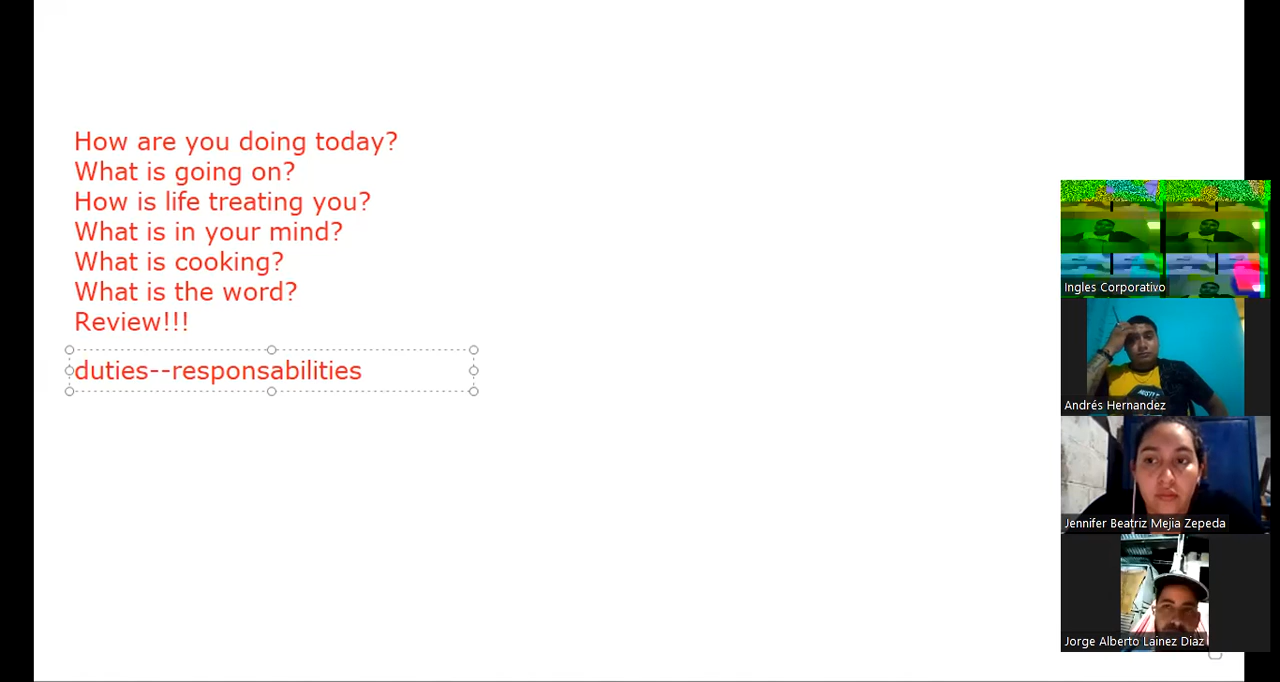 How are you doing today?
What is going on?
How is life treating you?
What is in your mind?
What is cooking?
What is the word?
Review!!!
duties--responsabilities
Ingles Corporativo
Andrés Hernandez
Jennifer Beatriz Mejia Zepeda
Jorge Alberto Lainez Diaz